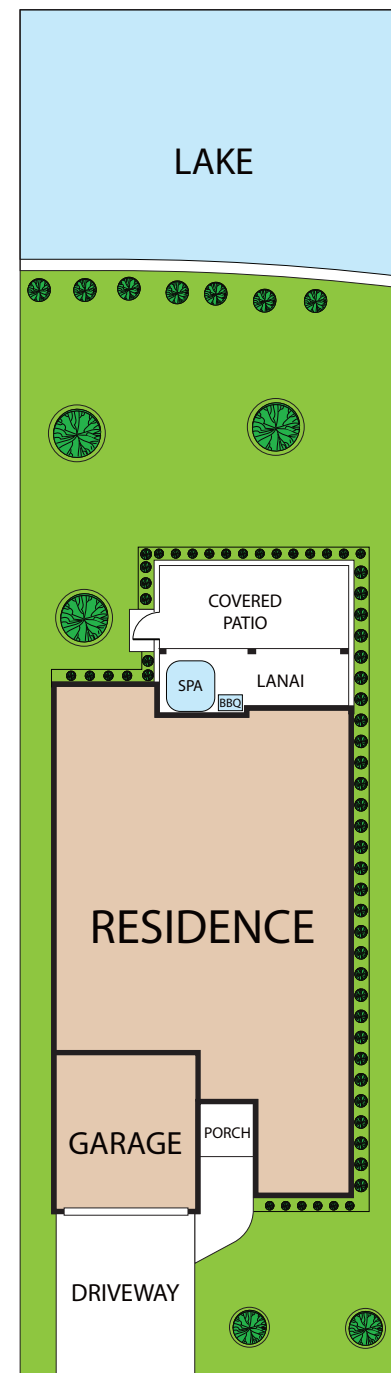 LAKE
COVERED
PATIO
SPA
LANAI
BBQ
RESIDENCE
GARAGE
PORCH
DRIVEWAY